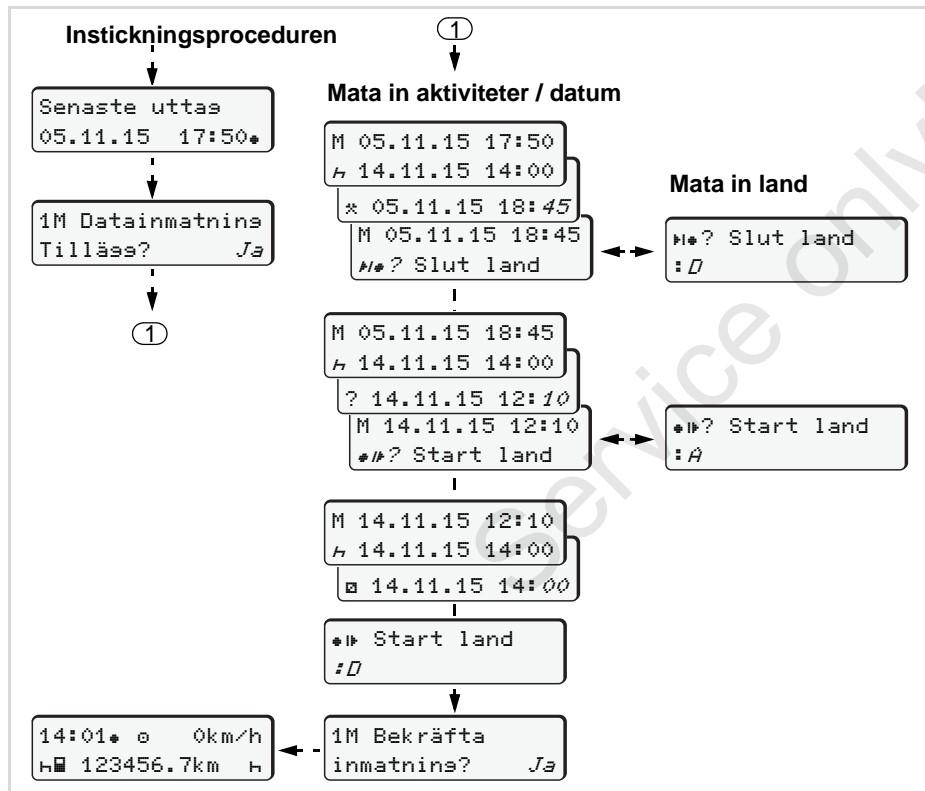 Instickningsproceduren
1
Senaste uttag
05.11.15 17:50
1M Datainmatning
Tillägg? Ja
1
Mata in aktiviteter / datum
M 05.11.15 17:50
14.11.15 14:00
05.11.15 18:45
M 05.11.15 18:45
? Slut land
Mata in land
? Slut land
:D
M 05.11.15 18:45
14.11.15 14:00
? 14.11.15 12:10
M 14.11.15 12:10
? Start land
? Start land
:A
M 14.11.15 12:10
14.11.15 14:00
14.11.15 14:00
Start land
:D
1M Bekräfta
inmatning? Ja
14:01 0km/h
123456.7km
Service only